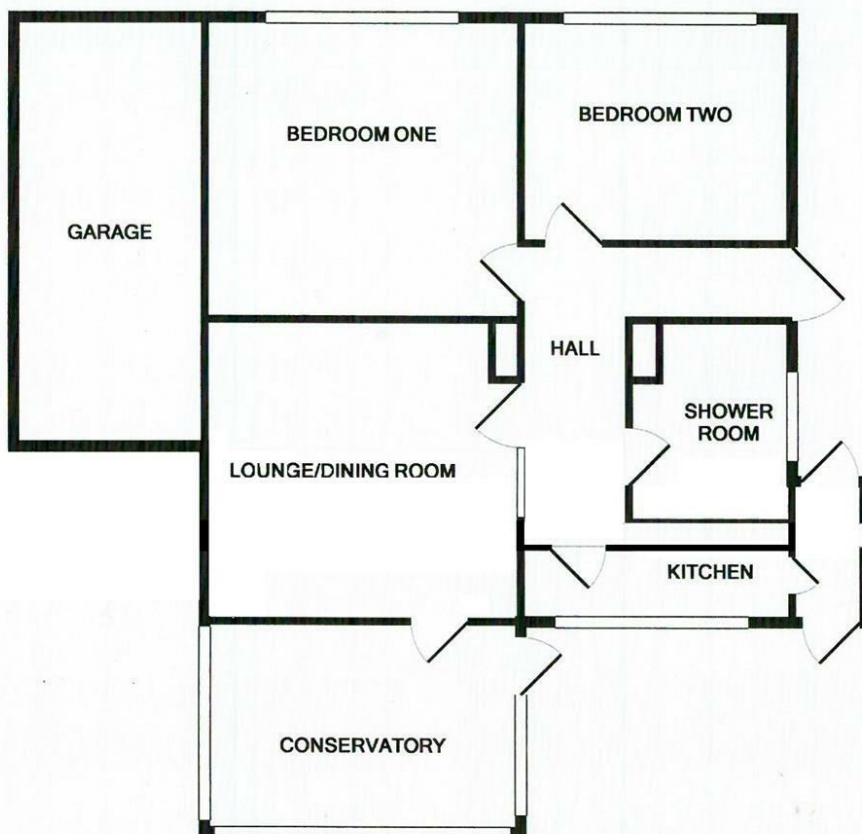 BEDROOM ONE
BEDROOM TWO
GARAGE
HALL
SHOWER
ROOM
LOUNGE/DINING ROOM
KITCHEN
CONSERVATORY